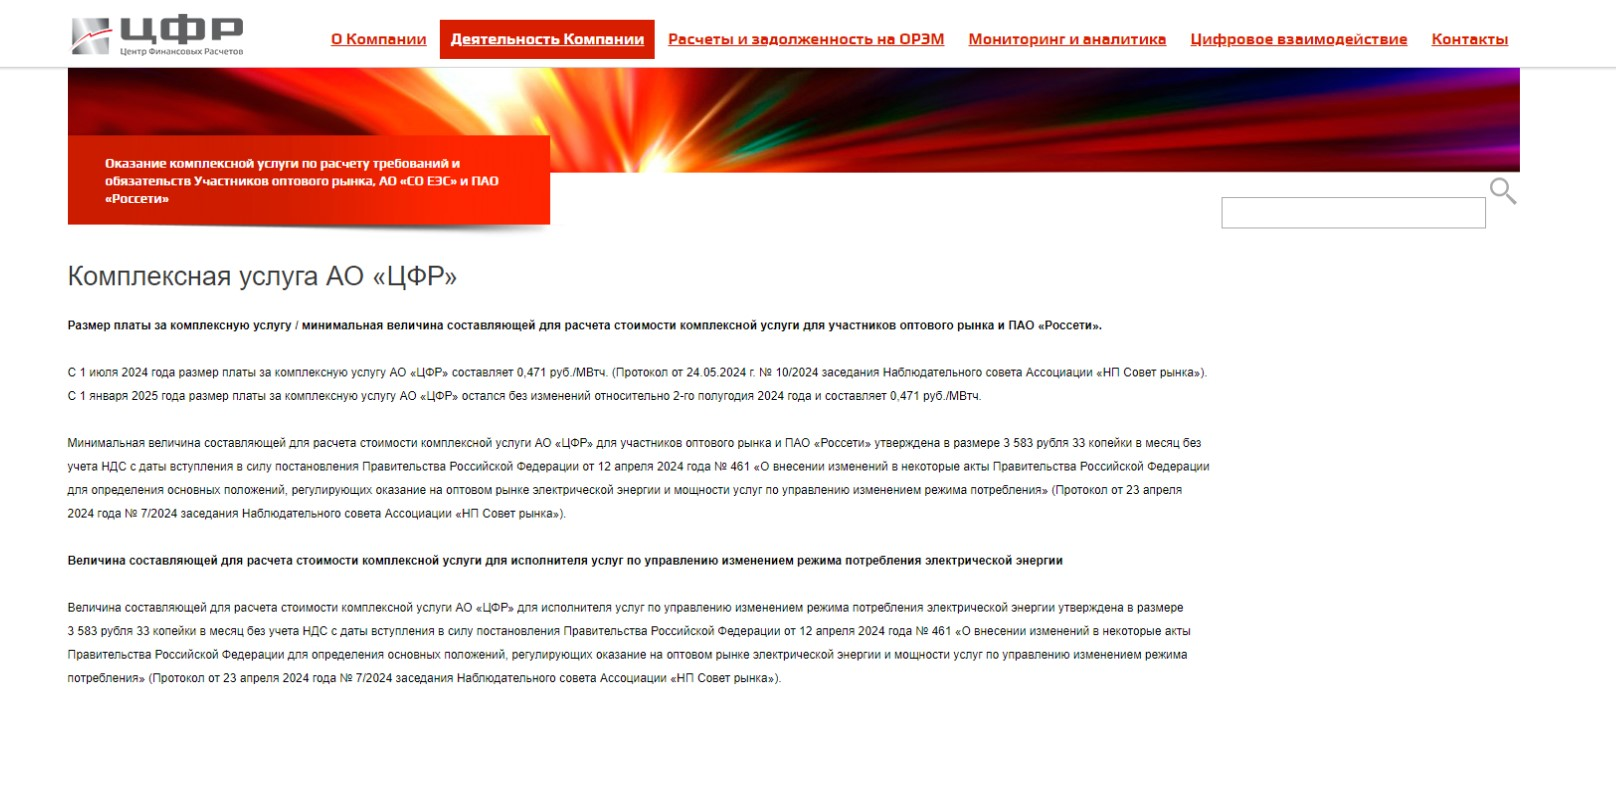 ЦФР
Центр Финансовых Расчетов
О Компании
Деятельность Компании
Расчеты и задолженность на ОРЭМ
Мониторинг и аналитика
Цифровое взаимодействие
Контакты
Оказание комплексной услуги по расчету требований и
обязательств Участников оптового рынка, АО «СО ЕЭС» и ПАО
«Россети»
Комплексная услуга АО «ЦФР»
Размер платы за комплексную услугу / минимальная величина составляющей для расчета стоимости комплексной услуги для участников оптового рынка и ПАО «Россети».
С 1 июля 2024 года размер платы за комплексную услугу АО «ЦФР» составляет 0,471 руб./МВтч. (Протокол от 24.05.2024 г. № 10/2024 заседания Наблюдательного совета Ассоциации «НП Совет рынка»).
С 1 января 2025 года размер платы за комплексную услугу АО «ЦФР» остался без изменений относительно 2-го полугодия 2024 года и составляет 0,471 руб./МВтч.
Минимальная величина составляющей для расчета стоимости комплексной услуги АО «ЦФР» для участников оптового рынка и ПАО «Россети» утверждена в размере 3 583 рубля 33 копейки в месяц без
учета НДС с даты вступления в силу постановления Правительства Российской Федерации от 12 апреля 2024 года № 461 «О внесении изменений в некоторые акты Правительства Российской Федерации
для определения основных положений, регулирующих оказание на оптовом рынке электрической энергии и мощности услуг по управлению изменением режима потребления» (Протокол от 23 апреля
2024 года № 7/2024 заседания Наблюдательного совета Ассоциации «НП Совет рынка»).
Величина составляющей для расчета стоимости комплексной услуги для исполнителя услуг по управлению изменением режима потребления электрической энергии
Величина составляющей для расчета стоимости комплексной услуги АО «ЦФР» для исполнителя услуг по управлению изменением режима потребления электрической энергии утверждена в размере
3 583 рубля 33 копейки в месяц без учета НДС с даты вступления в силу постановления Правительства Российской Федерации от 12 апреля 2024 года № 461 «О внесении изменений в некоторые акты
Правительства Российской Федерации для определения основных положений, регулирующих оказание на оптовом рынке электрической энергии и мощности услуг по управлению изменением режима
потребления» (Протокол от 23 апреля 2024 года № 7/2024 заседания Наблюдательного совета Ассоциации «НП Совет рынка»).